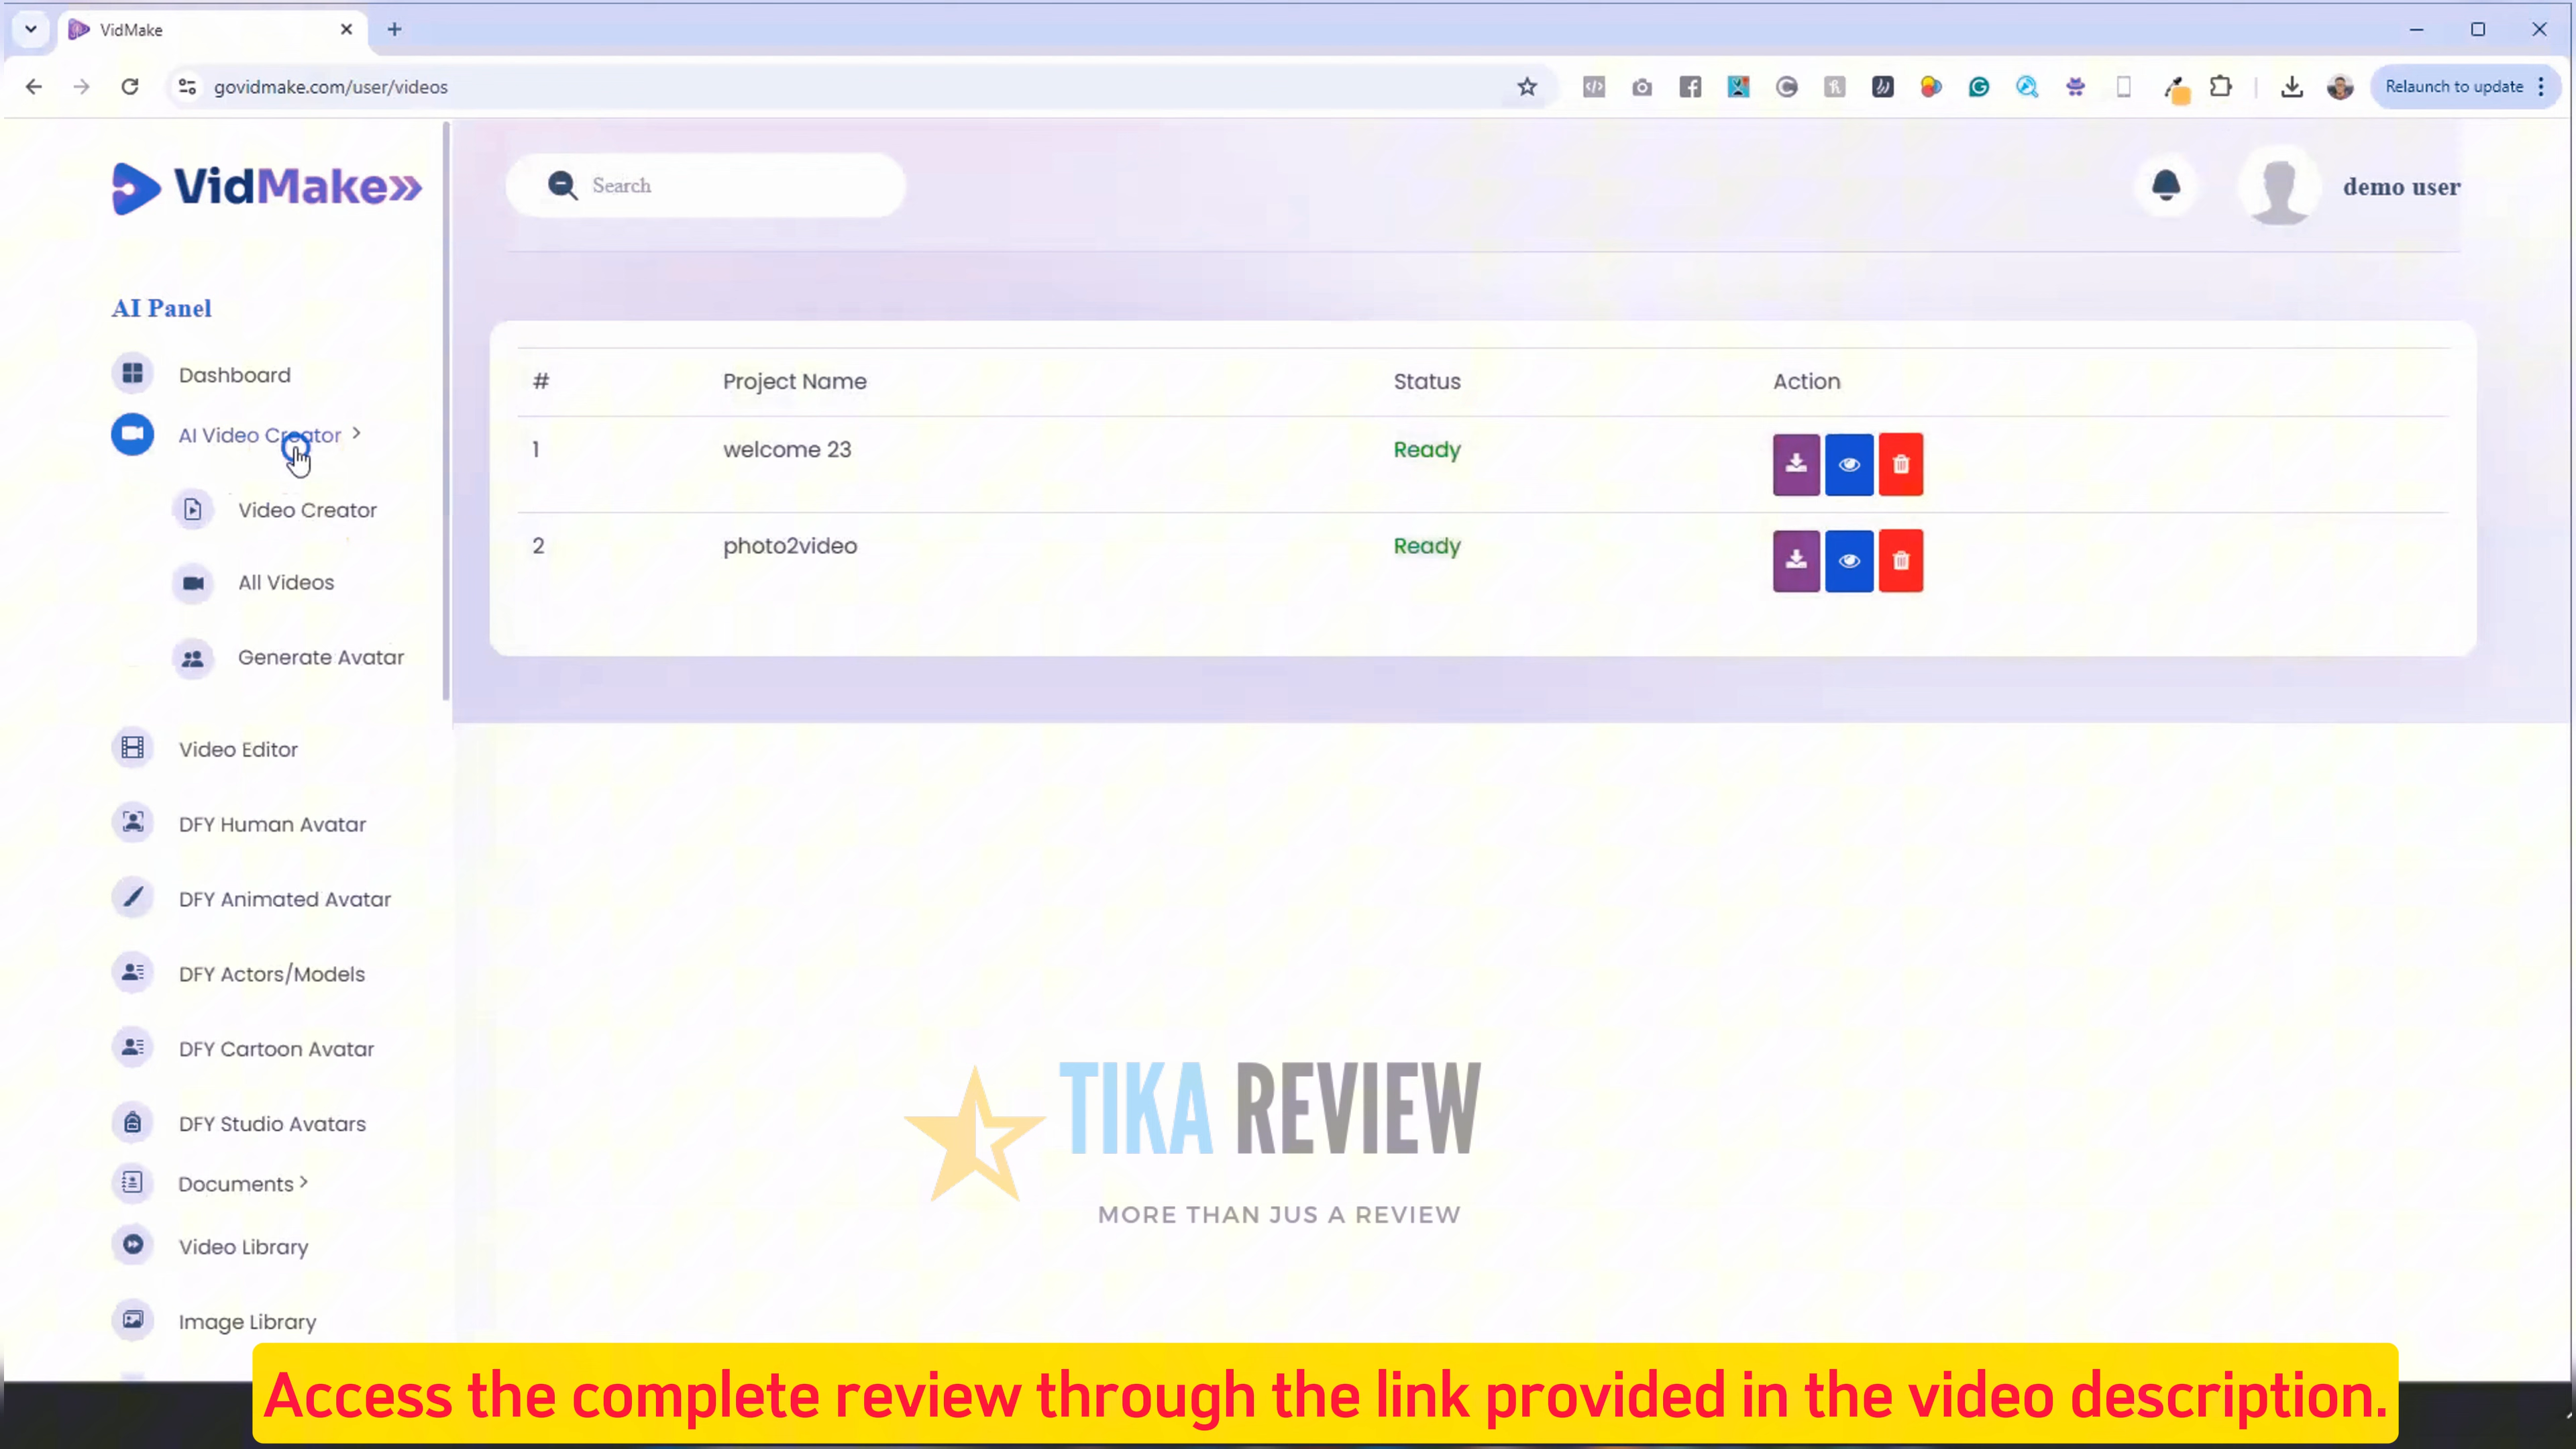 VidMake
govidmake.com/user/videos
Relaunch to update
VidMake
Search
demo user
AI Panel
Dashboard
AI Video Creator
Video Creator
All Videos
Generate Avatar
Video Editor
DFY Human Avatar
DFY Animated Avatar
DFY Actors/Models
DFY Cartoon Avatar
DFY Studio Avatars
Documents
Video Library
Image Library
# Project Name Status Action
1 welcome 23 Ready
2 photo2video Ready
TIKA REVIEW
MORE THAN JUS A REVIEW
Access the complete review through the link provided in the video description.